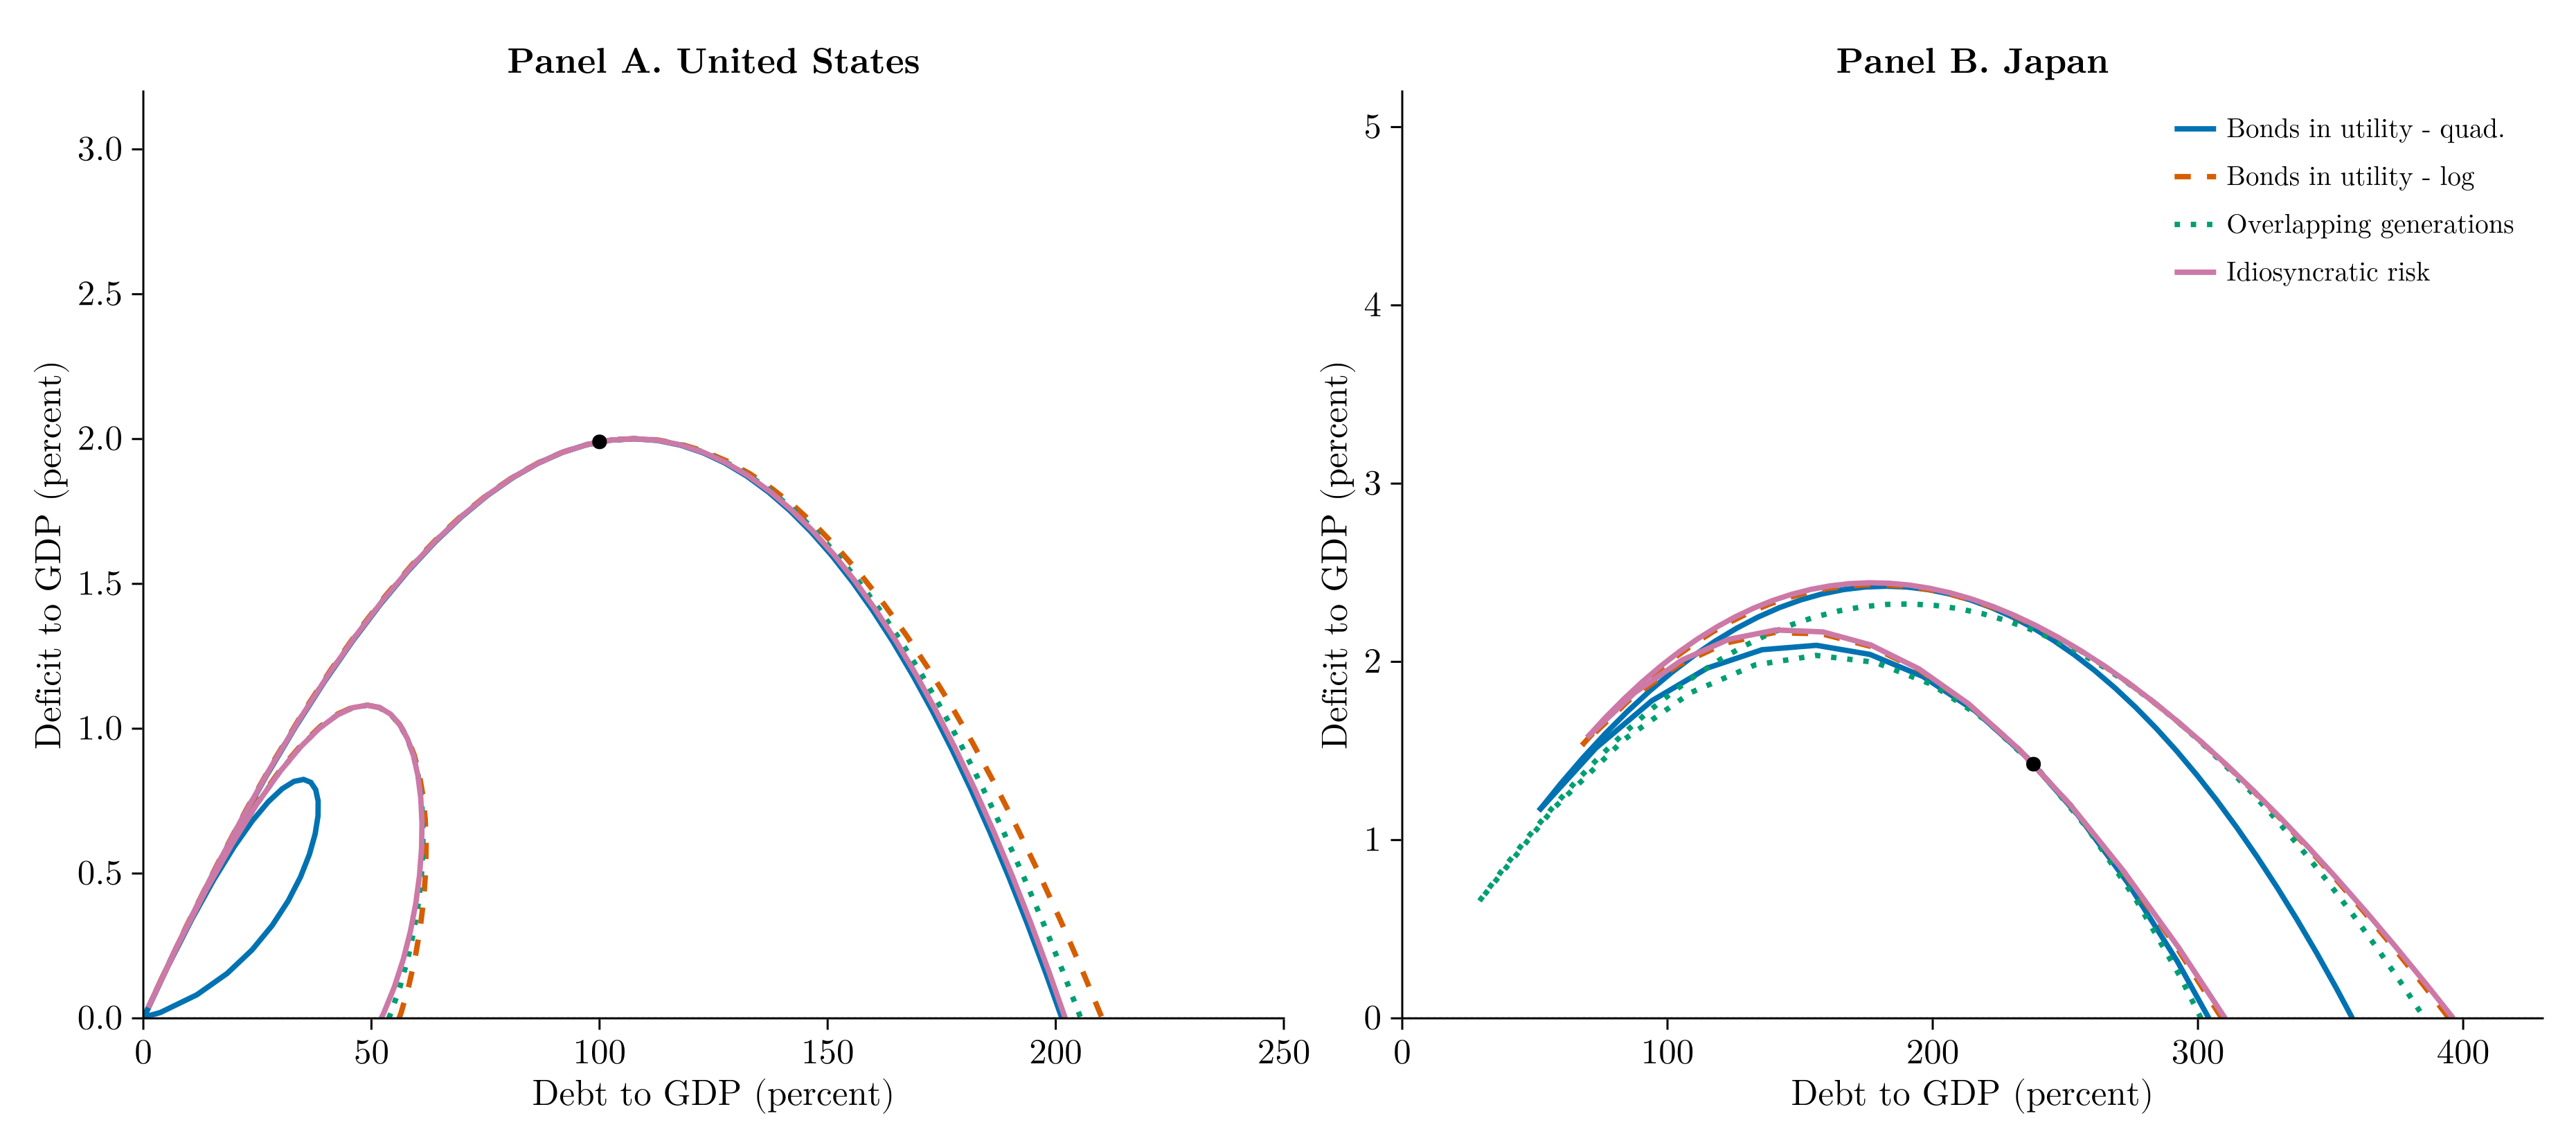 Panel A. United States
Deficit to GDP (percent)
3.0
2.5
2.0
1.5
1.0
0.5
0.0
0
50
100
150
200
250
Debt to GDP (percent)
Panel B. Japan
Deficit to GDP (percent)
5
4
3
2
1
0
0
100
200
300
400
Debt to GDP (percent)
Bonds in utility - quad.
Bonds in utility - log
Overlapping generations
Idiosyncratic risk